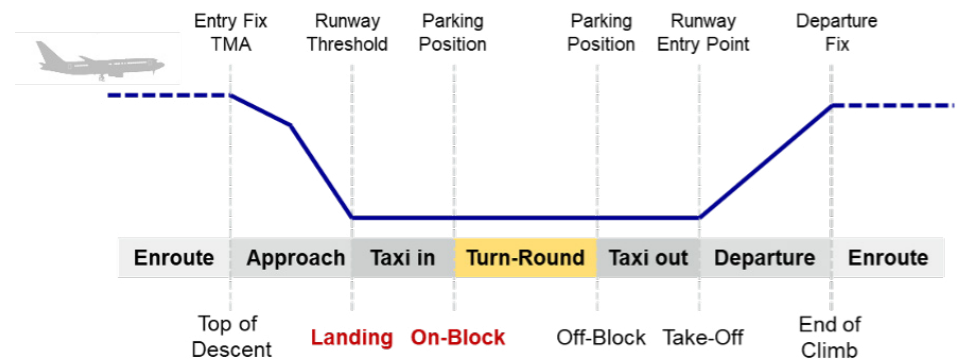 Entry Fix
TMA
Runway
Threshold
Parking
Position
Parking
Position
Runway
Entry Point
Departure
Fix
Enroute
Approach
Taxi in
Turn-Round
Taxi out
Departure
Enroute
Top of
Descent
Landing
On-Block
Off-Block
Take-Off
End of
Climb